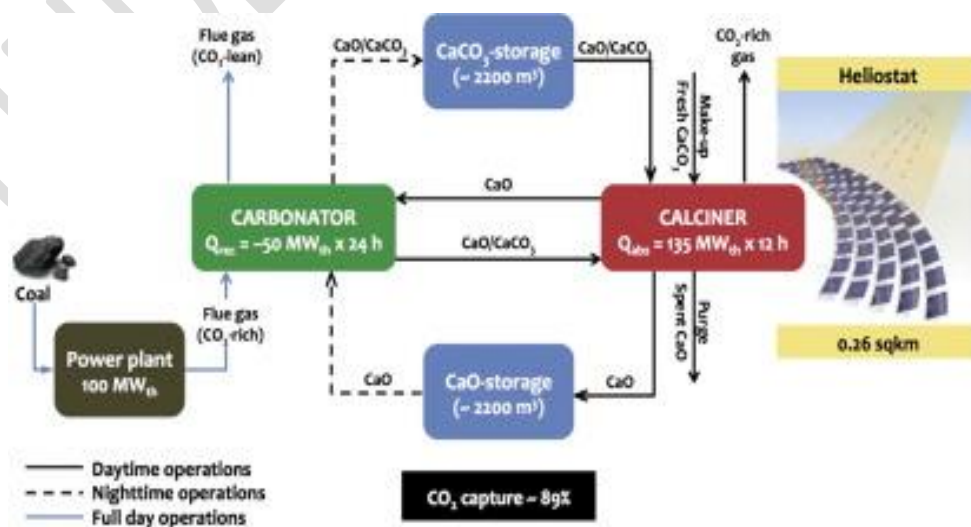 Flue gas
(CO₂-lean)
CaO/CaCO₃
CaCO₃-storage
(~ 2200 m³)
CaO/CaCO₃
Make-up
Fresh CaCO₃
CO₂-rich
gas
Heliostat
CARBONATOR
Qrec = –50 MWth x 24 h
CaO
CaO/CaCO₃
CALCINER
Qabs = 135 MWth x 12 h
Coal
Flue gas
(CO₂-rich)
Power plant
100 MWth
CaO
CaO-storage
(~ 2200 m³)
CaO
Purge
Spent CaO
0.26 sqkm
Daytime operations
Nighttime operations
Full day operations
CO₂ capture ~ 89%